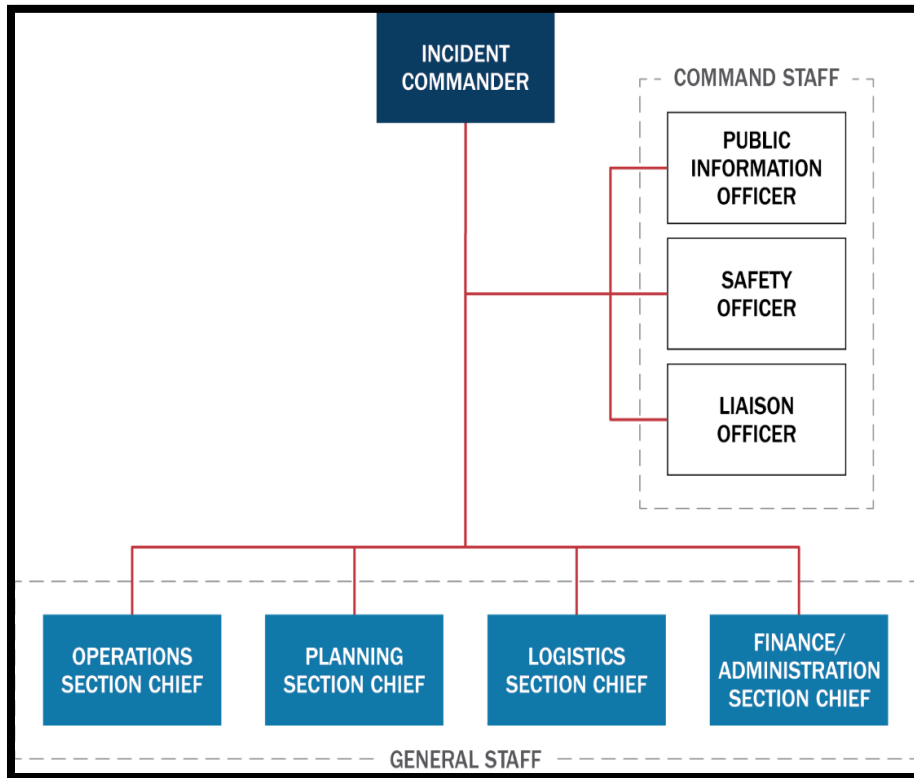 INCIDENT
COMMANDER
COMMAND STAFF
PUBLIC
INFORMATION
OFFICER
SAFETY
OFFICER
LIAISON
OFFICER
OPERATIONS
SECTION CHIEF
PLANNING
SECTION CHIEF
LOGISTICS
SECTION CHIEF
FINANCE/
ADMINISTRATION
SECTION CHIEF
GENERAL STAFF